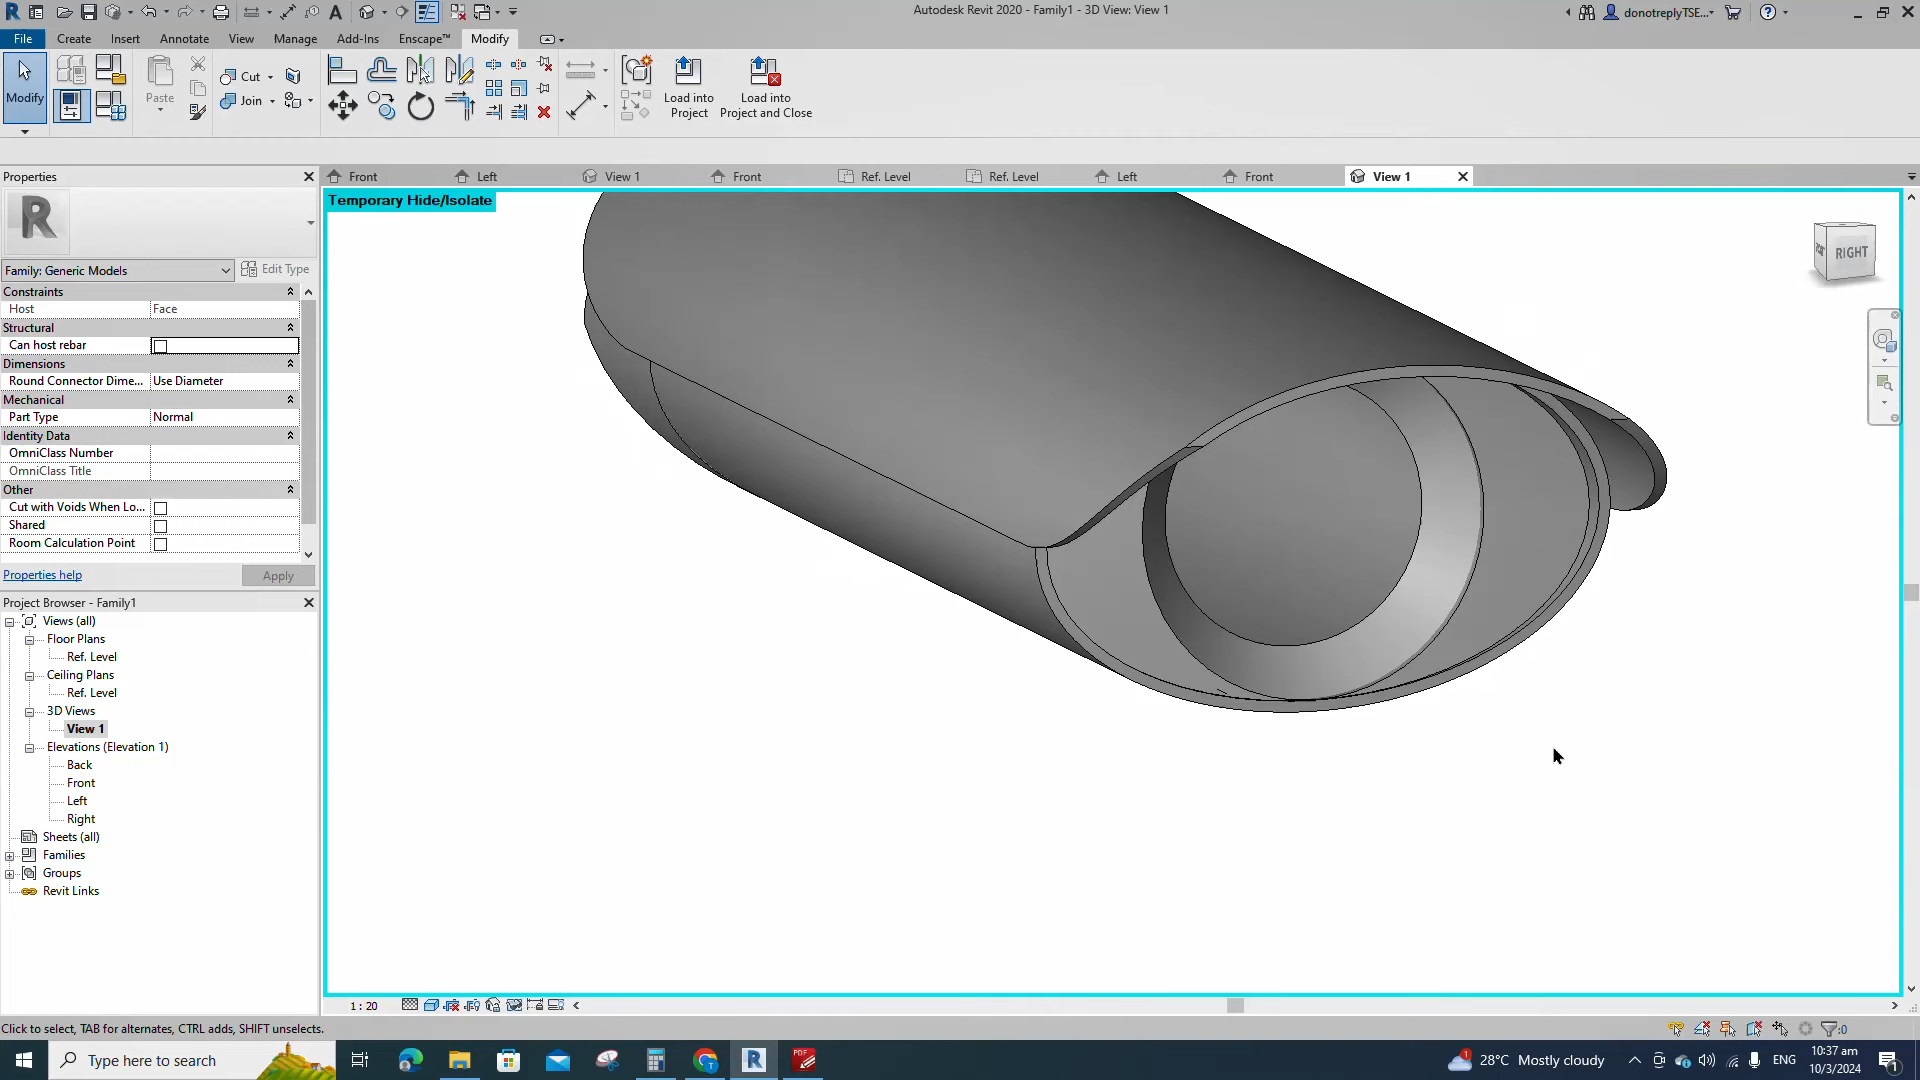 Autodesk Revit 2020 - Family1 - 3D View: View 1
donotreplyTSE...
File Create Insert Annotate View Manage Add-Ins Enscape™ Modify
Modify
Paste
Cut
Join
Load into
Project
Load into
Project and Close
Properties
Front
Left
View 1
Front
Ref. Level
Ref. Level
Left
Front
View 1
Temporary Hide/Isolate
RIGHT
Family: Generic Models
Edit Type
Constraints
Host Face
Structural
Can host rebar
Dimensions
Round Connector Dime... Use Diameter
Mechanical
Part Type Normal
Identity Data
OmniClass Number
OmniClass Title
Other
Cut with Voids When Lo...
Shared
Room Calculation Point
Properties help
Apply
Project Browser - Family1
Views (all)
Floor Plans
Ref. Level
Ceiling Plans
Ref. Level
3D Views
View 1
Elevations (Elevation 1)
Back
Front
Left
Right
Sheets (all)
Families
Groups
Revit Links
1 : 20
Click to select, TAB for alternates, CTRL adds, SHIFT unselects.
:0
Type here to search
PDF
1
28°C Mostly cloudy
ENG
10:37 am
10/3/2024
1